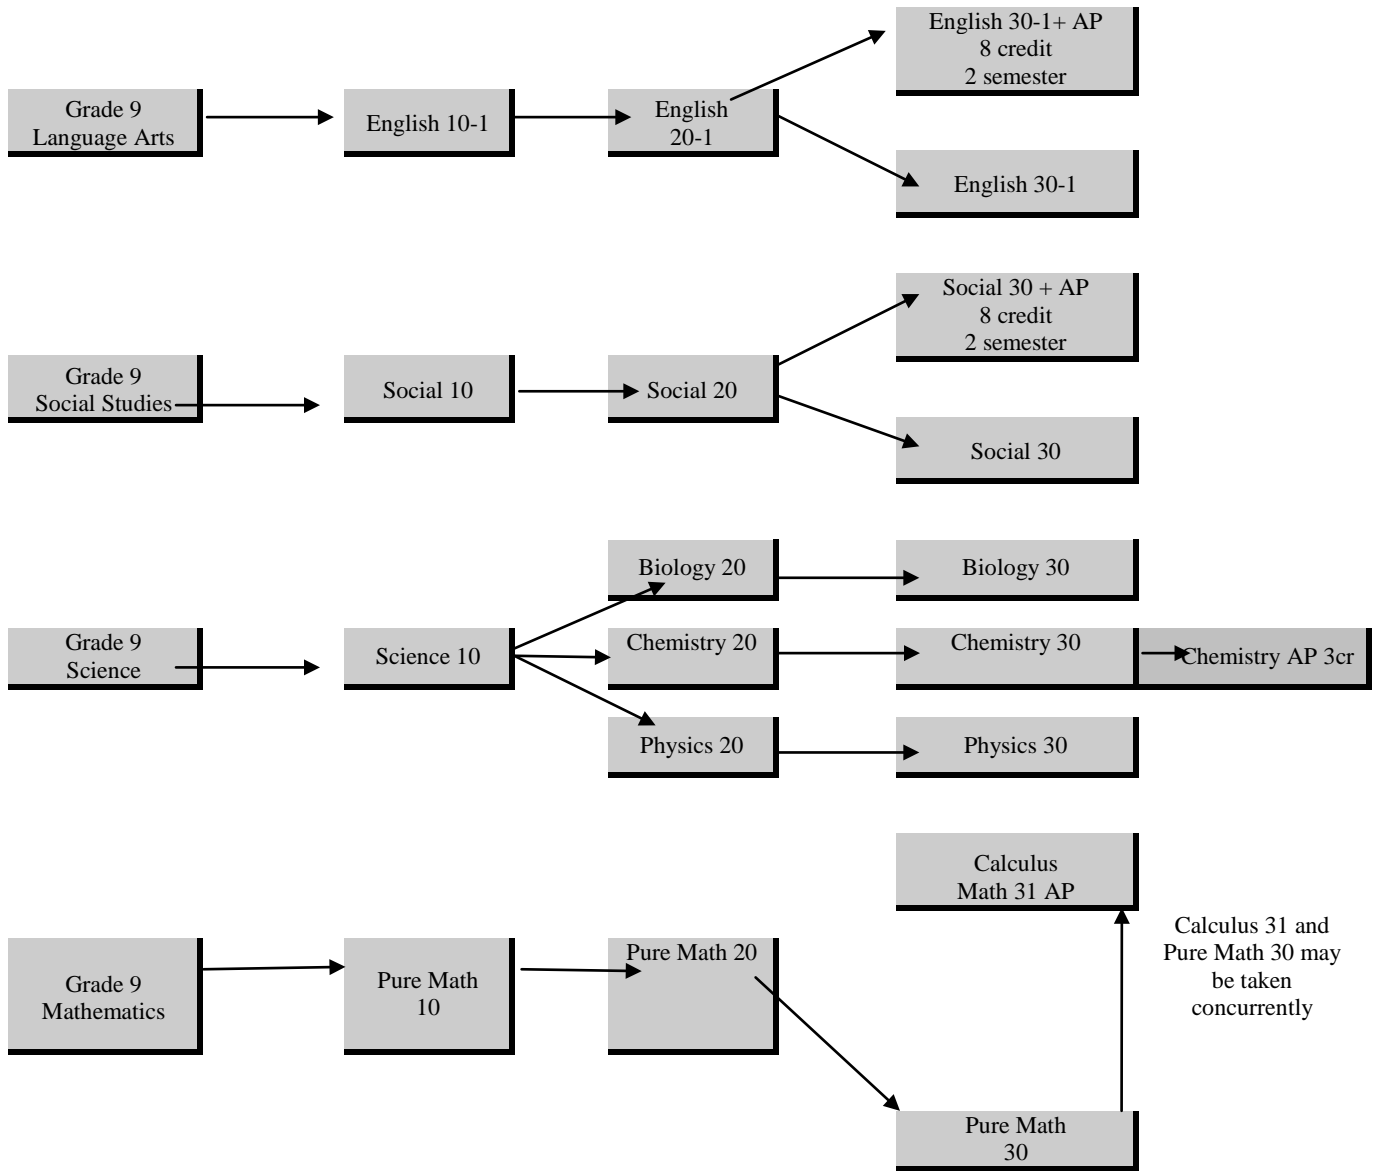 English 30-1+ AP
8 credit
2 semester
Grade 9
Language Arts
English 10-1
English
20-1
English 30-1
Social 30 + AP
8 credit
2 semester
Grade 9
Social Studies
Social 10
Social 20
Social 30
Biology 20
Biology 30
Grade 9
Science
Science 10
Chemistry 20
Chemistry 30
Chemistry AP 3cr
Physics 20
Physics 30
Calculus
Math 31 AP
Calculus 31 and
Pure Math 30 may
be taken
concurrently
Grade 9
Mathematics
Pure Math
10
Pure Math 20
Pure Math
30